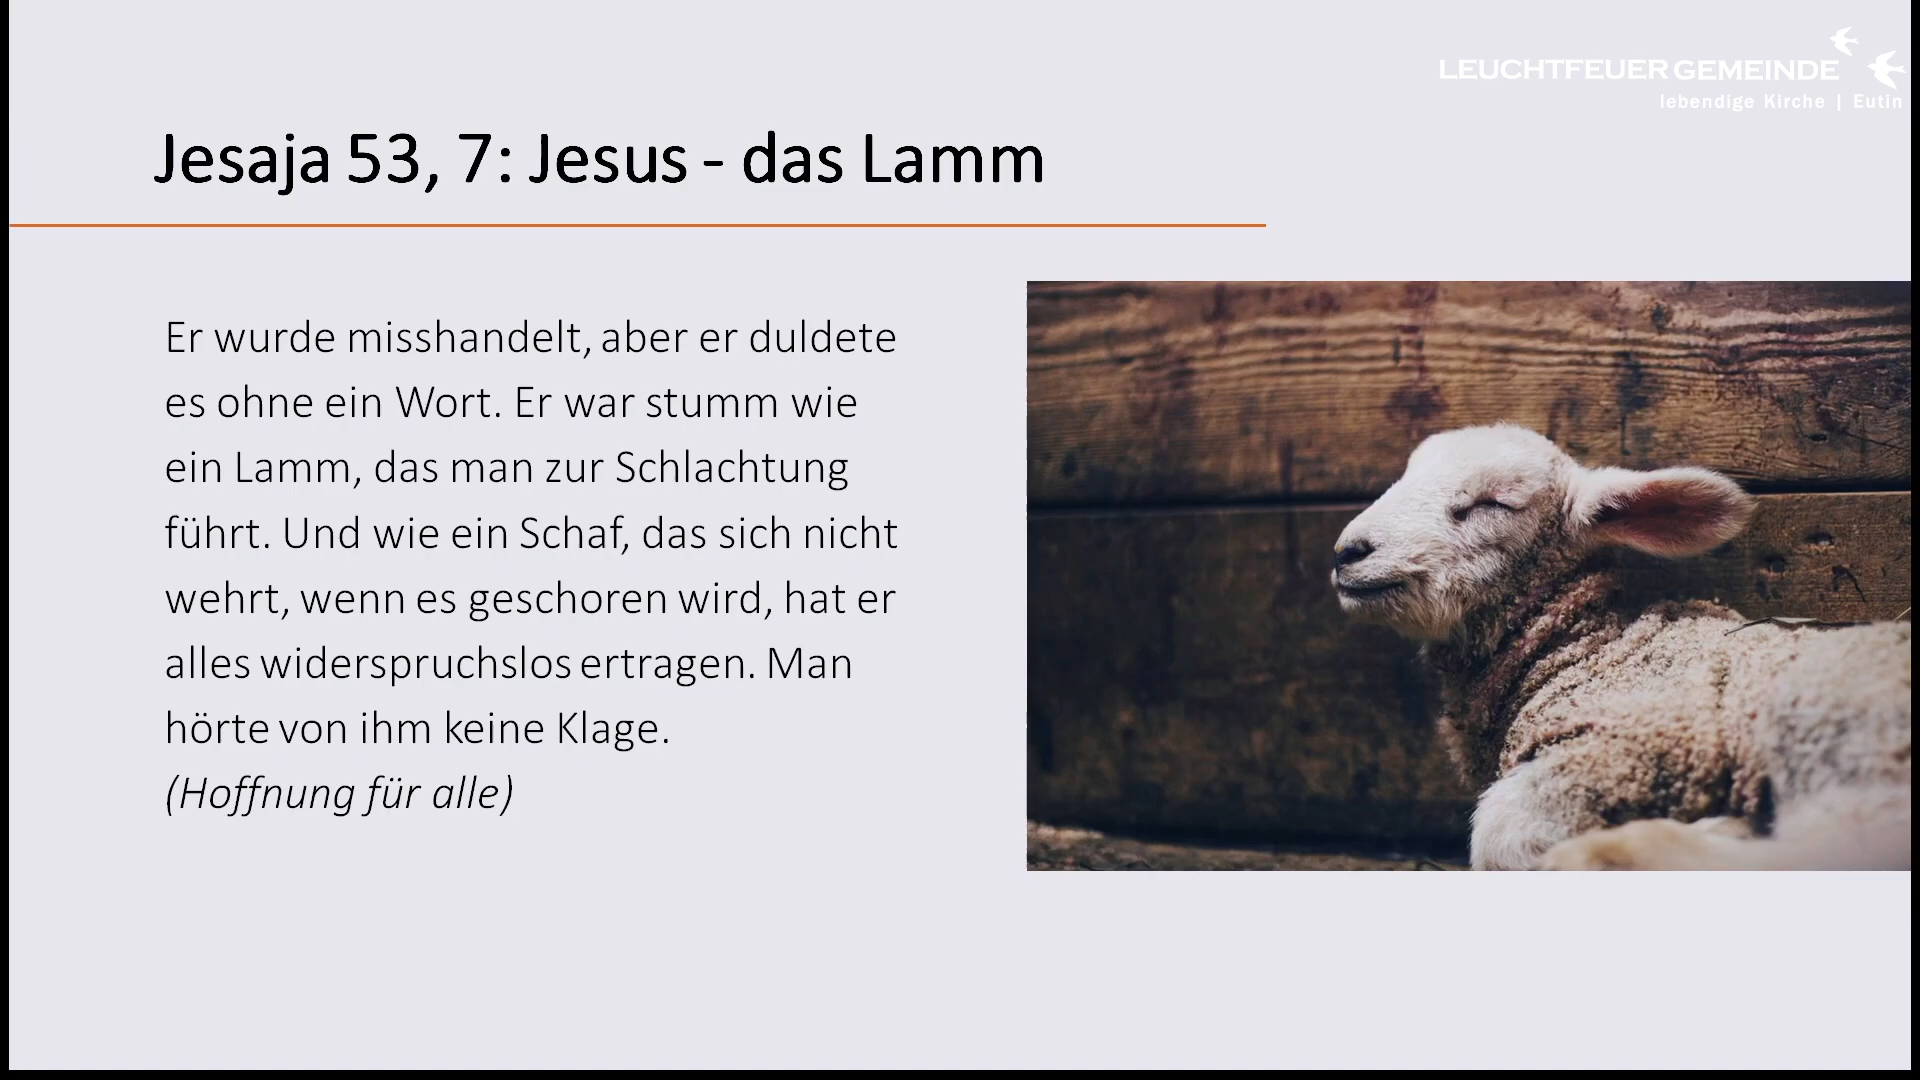 LEUCHTFEUER GEMEINDE
lebendige Kirche | Eutin
Jesaja 53, 7: Jesus - das Lamm
Er wurde misshandelt, aber er duldete
es ohne ein Wort. Er war stumm wie
ein Lamm, das man zur Schlachtung
führt. Und wie ein Schaf, das sich nicht
wehrt, wenn es geschoren wird, hat er
alles widerspruchslos ertragen. Man
hörte von ihm keine Klage.
(Hoffnung für alle)